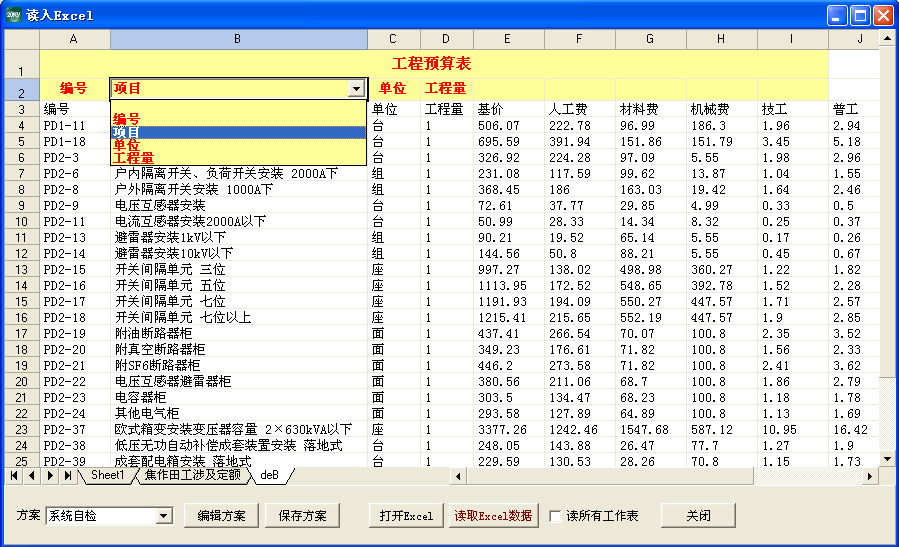 20KV 读入Excel
A B C D E F G H I J
1 工程预算表
2 编号 项目 单位 工程量
编号
项目
单位
工程量
3 编号 单位 工程量 基价 人工费 材料费 机械费 技工 普工
4 PD1-11 台 1 506.07 222.78 96.99 186.3 1.96 2.94
5 PD1-18 台 1 695.59 391.94 151.86 151.79 3.45 5.18
6 PD2-3 台 1 326.92 224.28 97.09 5.55 1.98 2.96
7 PD2-6 户内隔离开关、负荷开关安装 2000A下 组 1 231.08 117.59 99.62 13.87 1.04 1.55
8 PD2-8 户外隔离开关安装 1000A下 组 1 368.45 186 163.03 19.42 1.64 2.46
9 PD2-9 电压互感器安装 台 1 72.61 37.77 29.85 4.99 0.33 0.5
10 PD2-11 电流互感器安装2000A以下 台 1 50.99 28.33 14.34 8.32 0.25 0.37
11 PD2-13 避雷器安装1kV以下 组 1 90.21 19.52 65.14 5.55 0.17 0.26
12 PD2-14 避雷器安装10kV以下 组 1 144.56 50.8 88.21 5.55 0.45 0.67
13 PD2-15 开关间隔单元 三位 座 1 997.27 138.02 498.98 360.27 1.22 1.82
14 PD2-16 开关间隔单元 五位 座 1 1113.95 172.52 548.65 392.78 1.52 2.28
15 PD2-17 开关间隔单元 七位 座 1 1191.93 194.09 550.27 447.57 1.71 2.57
16 PD2-18 开关间隔单元 七位以上 座 1 1215.41 215.65 552.19 447.57 1.9 2.85
17 PD2-19 附油断路器柜 面 1 437.41 266.54 70.07 100.8 2.35 3.52
18 PD2-20 附真空断路器柜 面 1 349.23 176.61 71.82 100.8 1.56 2.33
19 PD2-21 附SF6断路器柜 面 1 446.2 273.58 71.82 100.8 2.41 3.62
20 PD2-22 电压互感器避雷器柜 面 1 380.56 211.06 68.7 100.8 1.86 2.79
21 PD2-23 电容器柜 面 1 303.5 134.47 68.23 100.8 1.18 1.78
22 PD2-24 其他电气柜 面 1 293.58 127.89 64.89 100.8 1.13 1.69
23 PD2-37 欧式箱变安装变压器容量 2×630kVA以下 台 1 3377.26 1242.46 1547.68 587.12 10.95 16.42
24 PD2-38 低压无功自动补偿成套装置安装 落地式 台 1 248.05 143.88 26.47 77.7 1.27 1.9
25 PD2-39 成套配电箱安装 落地式 台 1 229.59 130.53 28.26 70.8 1.15 1.73
Sheet1 焦作田工涉及定额 deB
方案 系统自检 编辑方案 保存方案 打开Excel 读取Excel数据 读所有工作表 关闭